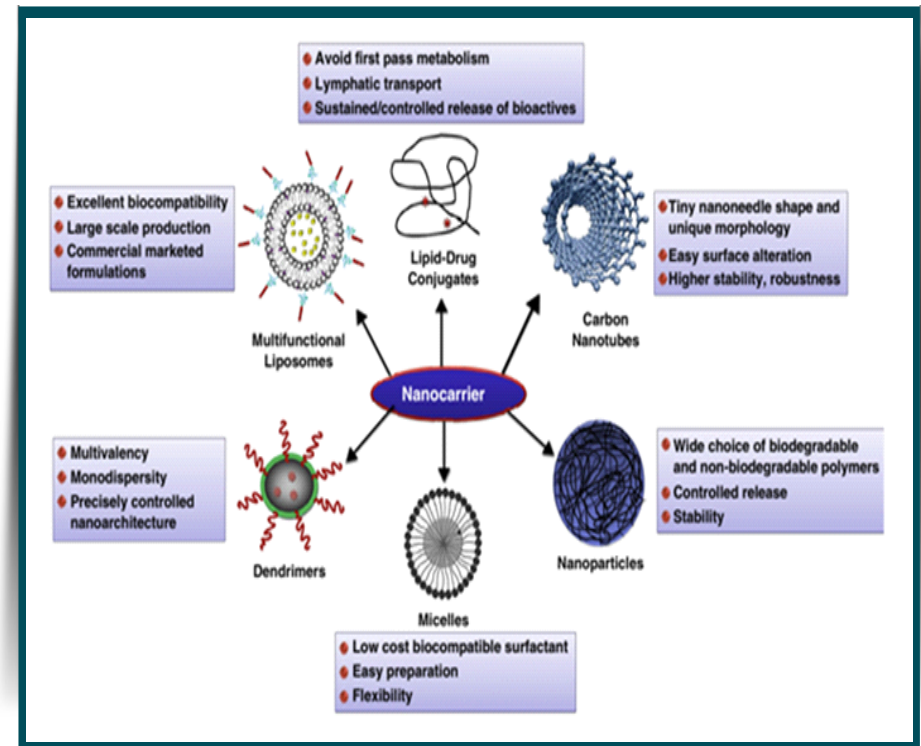 Avoid first pass metabolism
Lymphatic transport
Sustained/controlled release of bioactives
Excellent biocompatibility
Large scale production
Commercial marketed
formulations
Multifunctional
Liposomes
Lipid-Drug
Conjugates
Carbon
Nanotubes
Tiny nanoneedle shape and
unique morphology
Easy surface alteration
Higher stability, robustness
Nanocarrier
Multivalency
Monodispersity
Precisely controlled
nanoarchitecture
Dendrimers
Micelles
Nanoparticles
Wide choice of biodegradable
and non-biodegradable polymers
Controlled release
Stability
Low cost biocompatible surfactant
Easy preparation
Flexibility